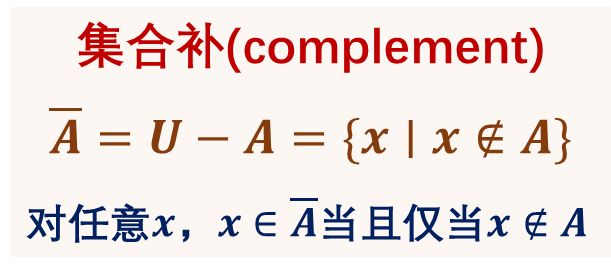 集合补(complement)
A̅ = U − A = {x | x ∉ A}
对任意x，x ∈ A̅当且仅当x ∉ A